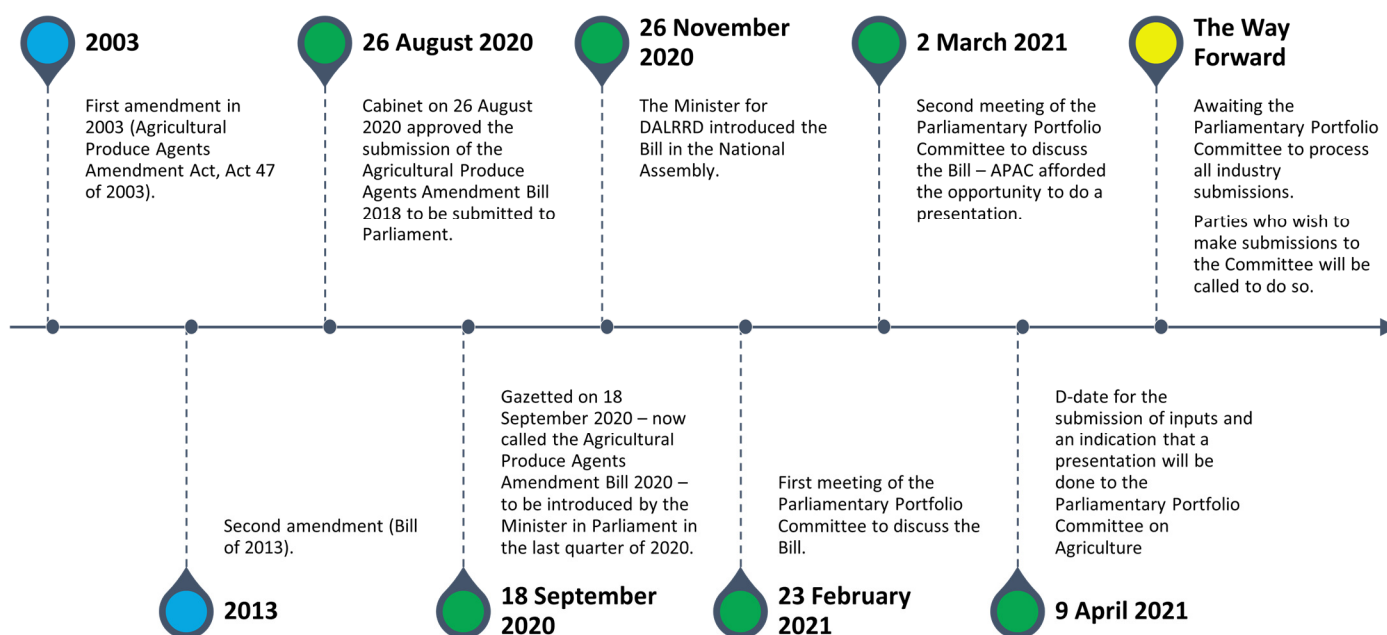 2003
First amendment in
2003 (Agricultural
Produce Agents
Amendment Act, Act 47
of 2003).
26 August 2020
Cabinet on 26 August
2020 approved the
submission of the
Agricultural Produce
Agents Amendment Bill
2018 to be submitted to
Parliament.
26 November
2020
The Minister for
DALRRD introduced the
Bill in the National
Assembly.
2 March 2021
Second meeting of the
Parliamentary Portfolio
Committee to discuss
the Bill – APAC afforded
the opportunity to do a
presentation.
The Way
Forward
Awaiting the
Parliamentary Portfolio
Committee to process
all industry
submissions.
Parties who wish to
make submissions to
the Committee will be
called to do so.
Second amendment (Bill
of 2013).
2013
Gazetted on 18
September 2020 – now
called the Agricultural
Produce Agents
Amendment Bill 2020 –
to be introduced by the
Minister in Parliament in
the last quarter of 2020.
18 September
2020
First meeting of the
Parliamentary Portfolio
Committee to discuss the
Bill.
23 February
2021
D-date for the
submission of inputs and
an indication that a
presentation will be
done to the
Parliamentary Portfolio
Committee on
Agriculture
9 April 2021